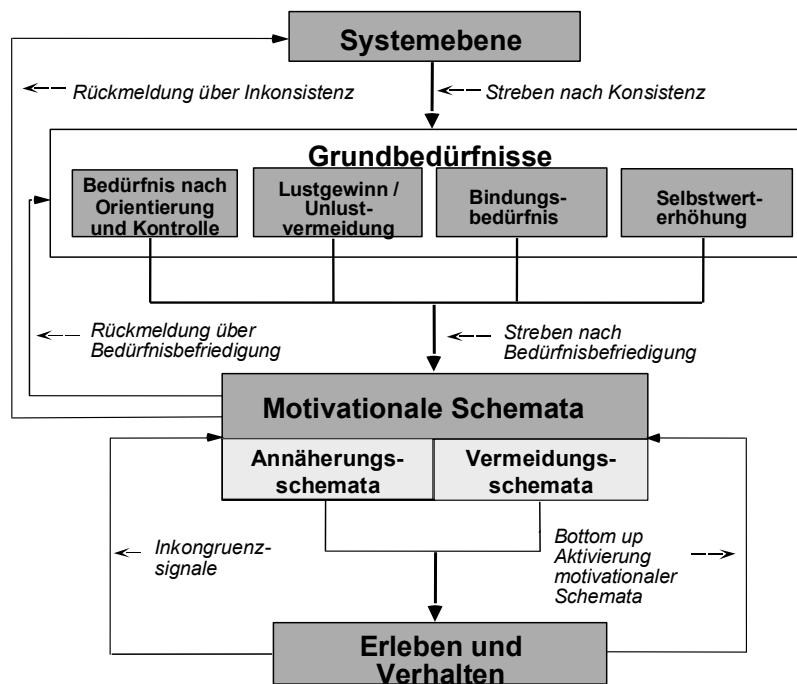 Systemebene
Rückmeldung über Inkonsistenz
Streben nach Konsistenz
Grundbedürfnisse
Bedürfnis nach
Orientierung
und Kontrolle
Lustgewinn /
Unlust-
vermeidung
Bindungs-
bedürfnis
Selbstwert-
erhöhung
Rückmeldung über
Bedürfnisbefriedigung
Streben nach
Bedürfnisbefriedigung
Motivationale Schemata
Annäherungs-
schemata
Vermeidungs-
schemata
Inkongruenz-
signale
Bottom up
Aktivierung
motivationaler
Schemata
Erleben und
Verhalten